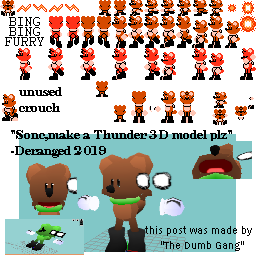 BING
BING
FURRY
unused
crouch
"Sonc,make a Thunder 3D model plz"
-Deranged 2019
this post was made by
"The Dumb Gang"